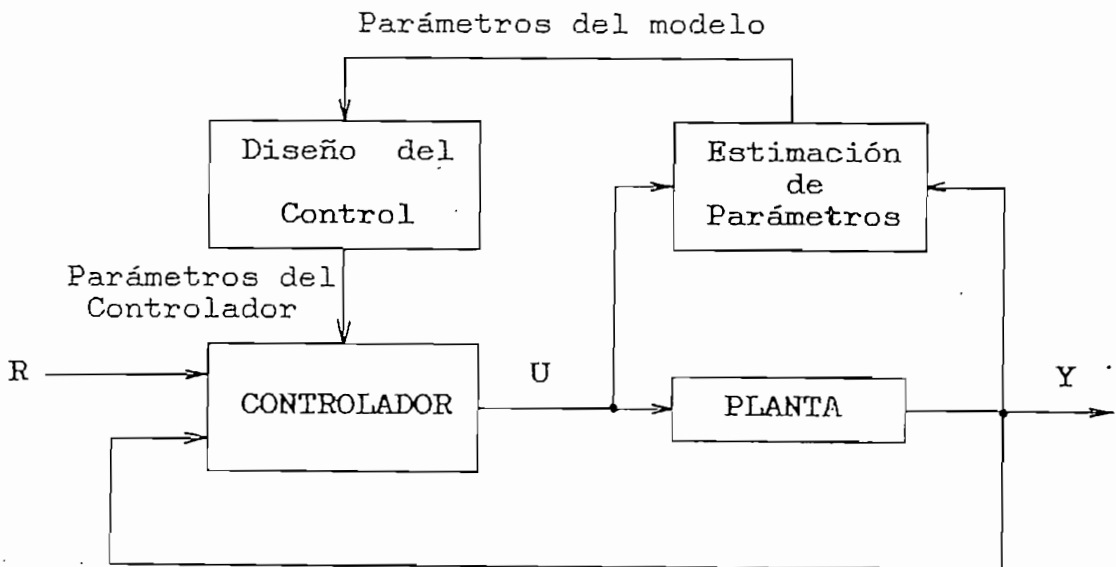 Parámetros del modelo
Diseño del
Control
Estimación
de
Parámetros
Parámetros del
Controlador
R
CONTROLADOR
U
PLANTA
Y